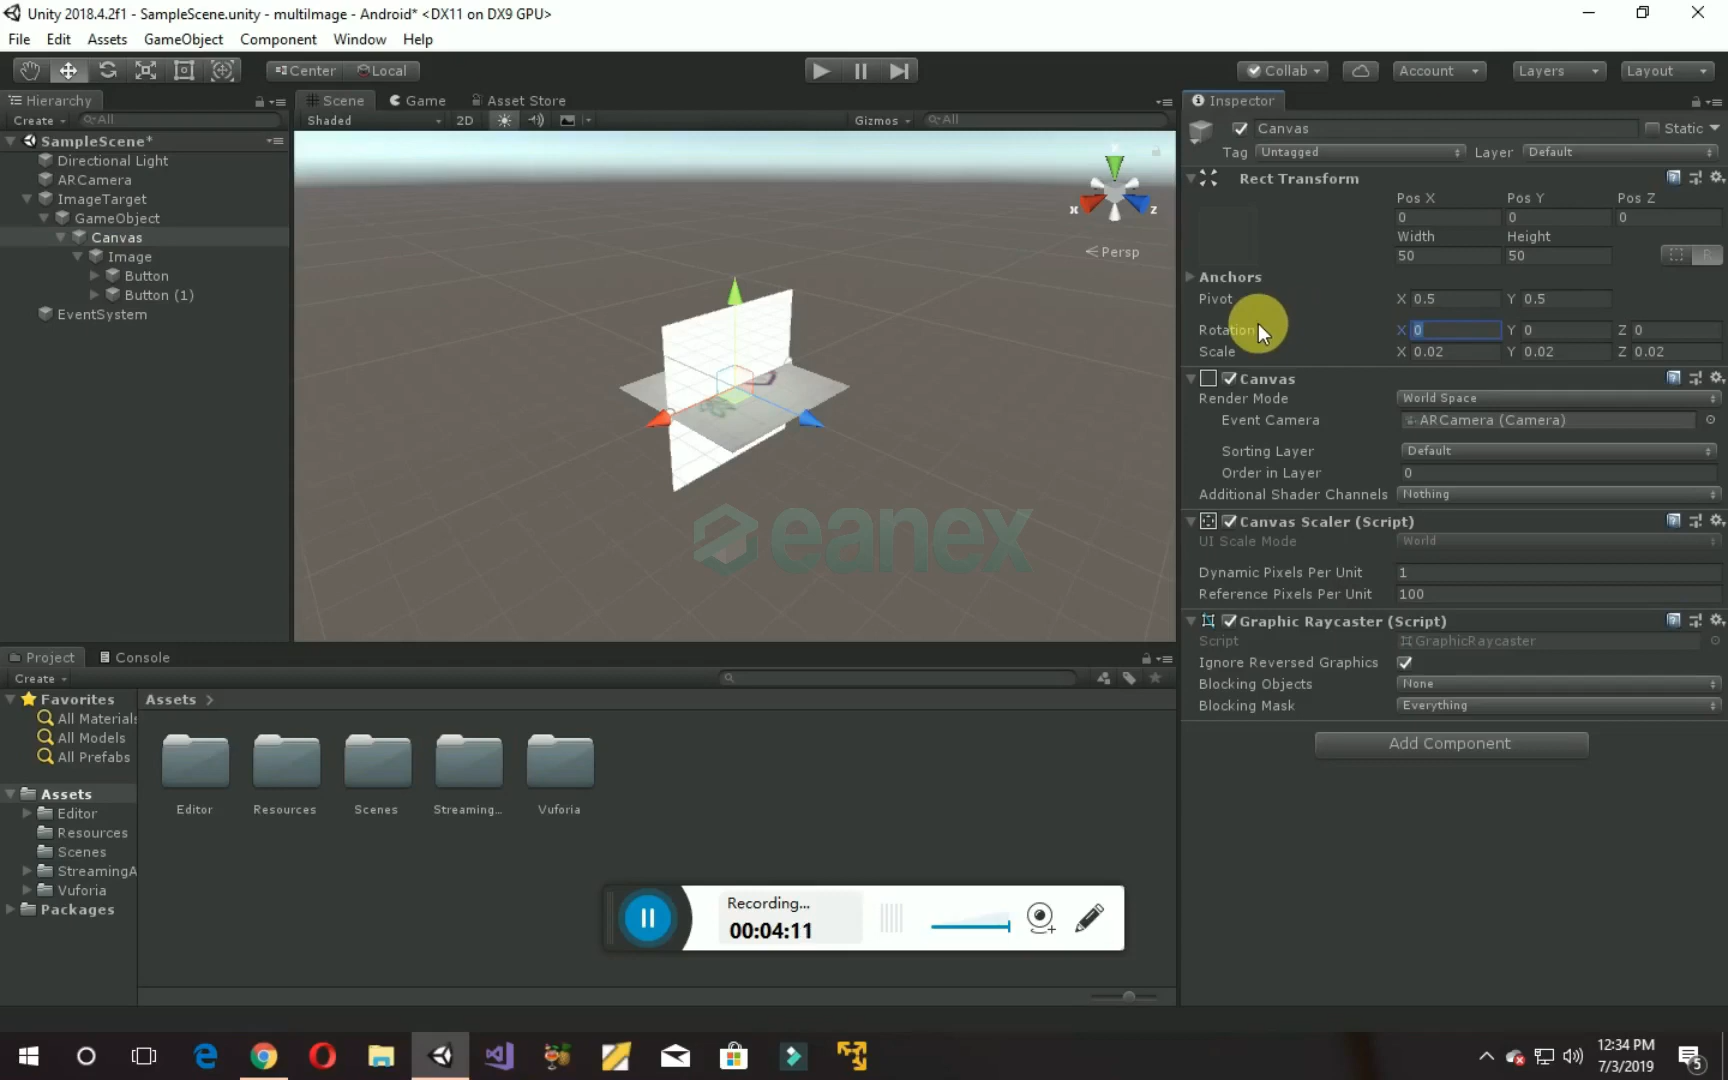 Unity 2018.4.2f1 - SampleScene.unity - multiImage - Android* <DX11 on DX9 GPU>
File Edit Assets GameObject Component Window Help
Center Local Collab Account Layers Layout
Hierarchy
Create All
SampleScene*
Directional Light
ARCamera
ImageTarget
GameObject
Canvas
Image
Button
Button (1)
EventSystem
Scene Game Asset Store
Shaded 2D Gizmos All
x z
Persp
eanex
Inspector
Canvas Static
Tag Untagged Layer Default
Rect Transform
Pos X Pos Y Pos Z
0 0 0
Width Height
50 50 R
Anchors
Pivot X 0.5 Y 0.5
Rotation X 0 Y 0 Z 0
Scale X 0.02 Y 0.02 Z 0.02
Canvas
Render Mode World Space
Event Camera ARCamera (Camera)
Sorting Layer Default
Order in Layer 0
Additional Shader Channels Nothing
Canvas Scaler (Script)
UI Scale Mode World
Dynamic Pixels Per Unit 1
Reference Pixels Per Unit 100
Graphic Raycaster (Script)
Script GraphicRaycaster
Ignore Reversed Graphics
Blocking Objects None
Blocking Mask Everything
Add Component
Project Console
Create
Favorites
All Materials
All Models
All Prefabs
Assets
Editor
Resources
Scenes
StreamingA
Vuforia
Packages
Assets
Editor Resources Scenes Streaming... Vuforia
Recording...
00:04:11
12:34 PM
7/3/2019
5